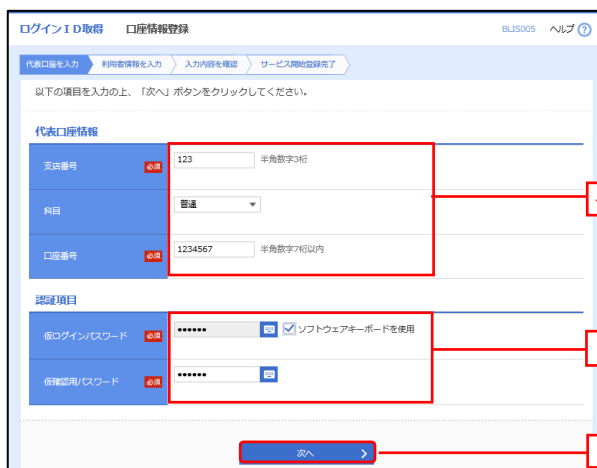 ログインID取得 口座情報登録 BLIS005 ヘルプ ?
代表口座を入力 利用者情報を入力 入力内容を確認 サービス開始登録完了
以下の項目を入力の上、「次へ」ボタンをクリックしてください。
代表口座情報
支店番号 必須 123 半角数字3桁
科目 普通
口座番号 必須 1234567 半角数字7桁以内
認証項目
仮ログインパスワード 必須 •••••• ソフトウェアキーボードを使用
仮確認用パスワード 必須 ••••••
次へ